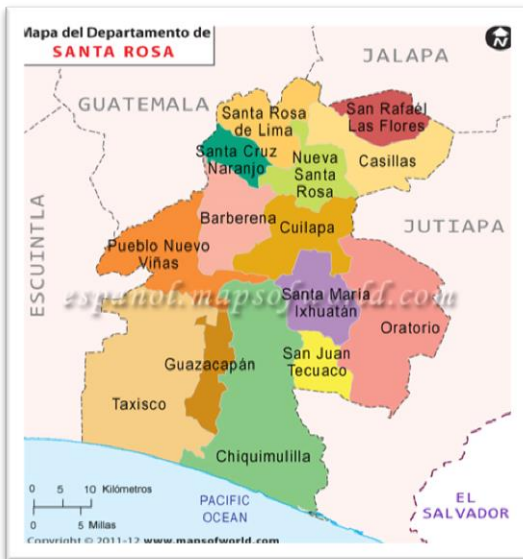 Mapa del Departamento de
SANTA ROSA
N
JALAPA
GUATEMALA
Santa Rosa
de Lima
San Rafaél
Las Flores
Santa Cruz
Naranjo
Nueva
Santa
Rosa
Casillas
Barberena
Cuilapa
JUTIAPA
ESCUINTLA
Pueblo Nuevo
Viñas
espanol.mapsofworld.com
Santa María
Ixhuatán
Oratorio
Guazacapán
San Juan
Tecuaco
Taxisco
Chiquimulilla
0 5 10 Kilómetros
0 5 Millas
PACIFIC
OCEAN
EL
SALVADOR
Copyright © 2011-12 www.mapsofworld.com